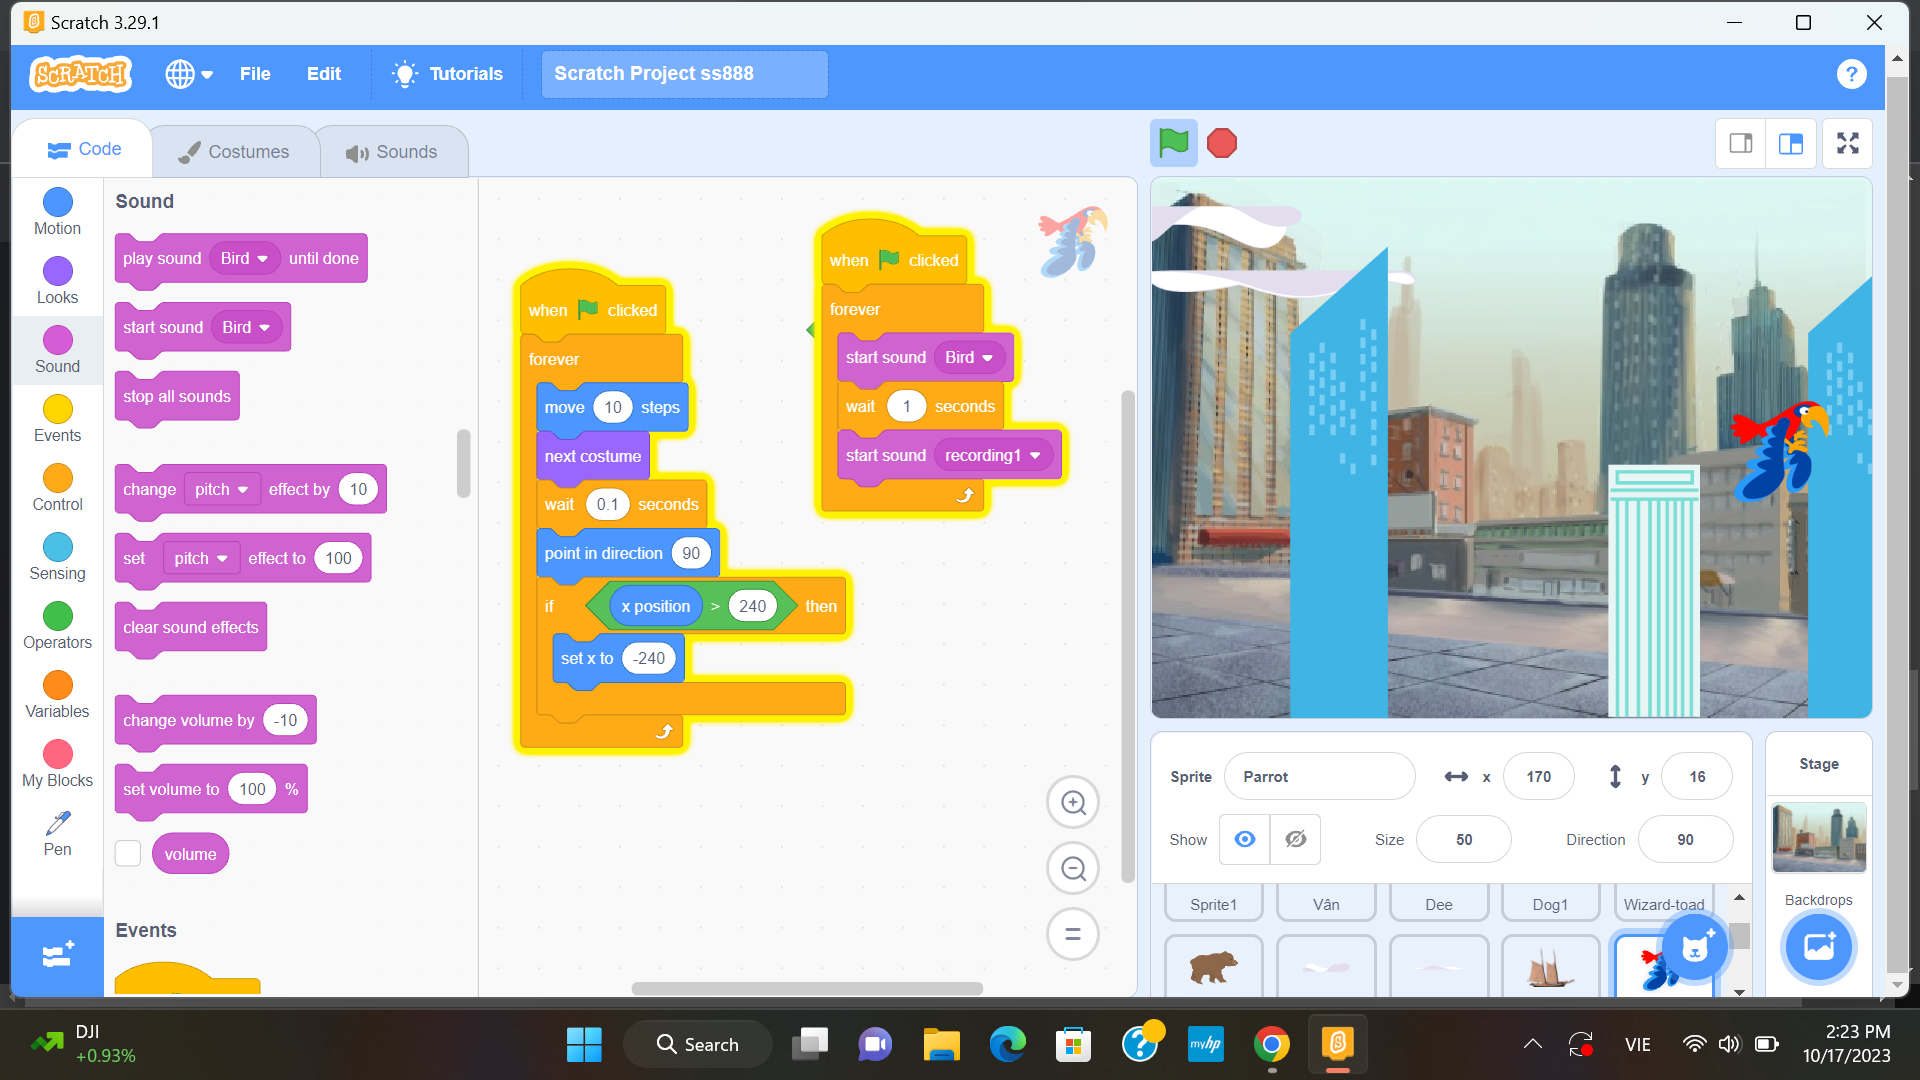 Scratch 3.29.1
SCRATCH
File
Edit
Tutorials
Scratch Project ss888
?
Code
Costumes
Sounds
Motion
Looks
Sound
Events
Control
Sensing
Operators
Variables
My Blocks
Pen
Sound
play sound Bird until done
start sound Bird
stop all sounds
change pitch effect by 10
set pitch effect to 100
clear sound effects
change volume by -10
set volume to 100 %
volume
Events
when clicked
forever
move 10 steps
next costume
wait 0.1 seconds
point in direction 90
if x position > 240 then
set x to -240
when clicked
forever
start sound Bird
wait 1 seconds
start sound recording1
Sprite Parrot x 170 y 16
Show Size 50 Direction 90
Sprite1
Vân
Dee
Dog1
Wizard-toad
Stage
Backdrops
DJI
+0.93%
Search
myhp
VIE
2:23 PM
10/17/2023